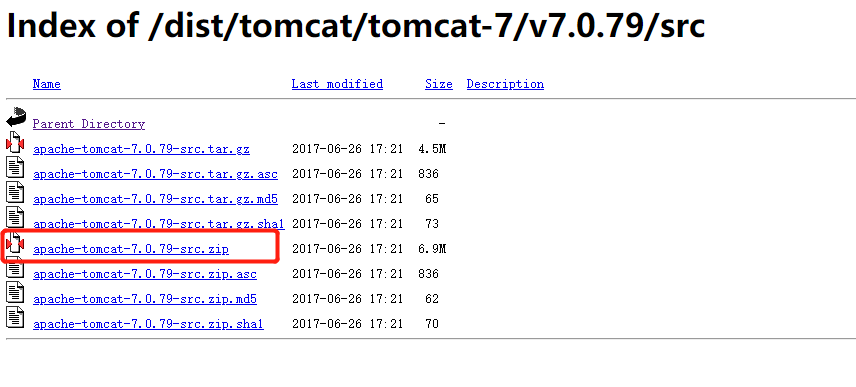 Index of /dist/tomcat/tomcat-7/v7.0.79/src
Name Last modified Size Description
Parent Directory -
apache-tomcat-7.0.79-src.tar.gz 2017-06-26 17:21 4.5M
apache-tomcat-7.0.79-src.tar.gz.asc 2017-06-26 17:21 836
apache-tomcat-7.0.79-src.tar.gz.md5 2017-06-26 17:21 65
apache-tomcat-7.0.79-src.tar.gz.sha1 2017-06-26 17:21 73
apache-tomcat-7.0.79-src.zip 2017-06-26 17:21 6.9M
apache-tomcat-7.0.79-src.zip.asc 2017-06-26 17:21 836
apache-tomcat-7.0.79-src.zip.md5 2017-06-26 17:21 62
apache-tomcat-7.0.79-src.zip.sha1 2017-06-26 17:21 70